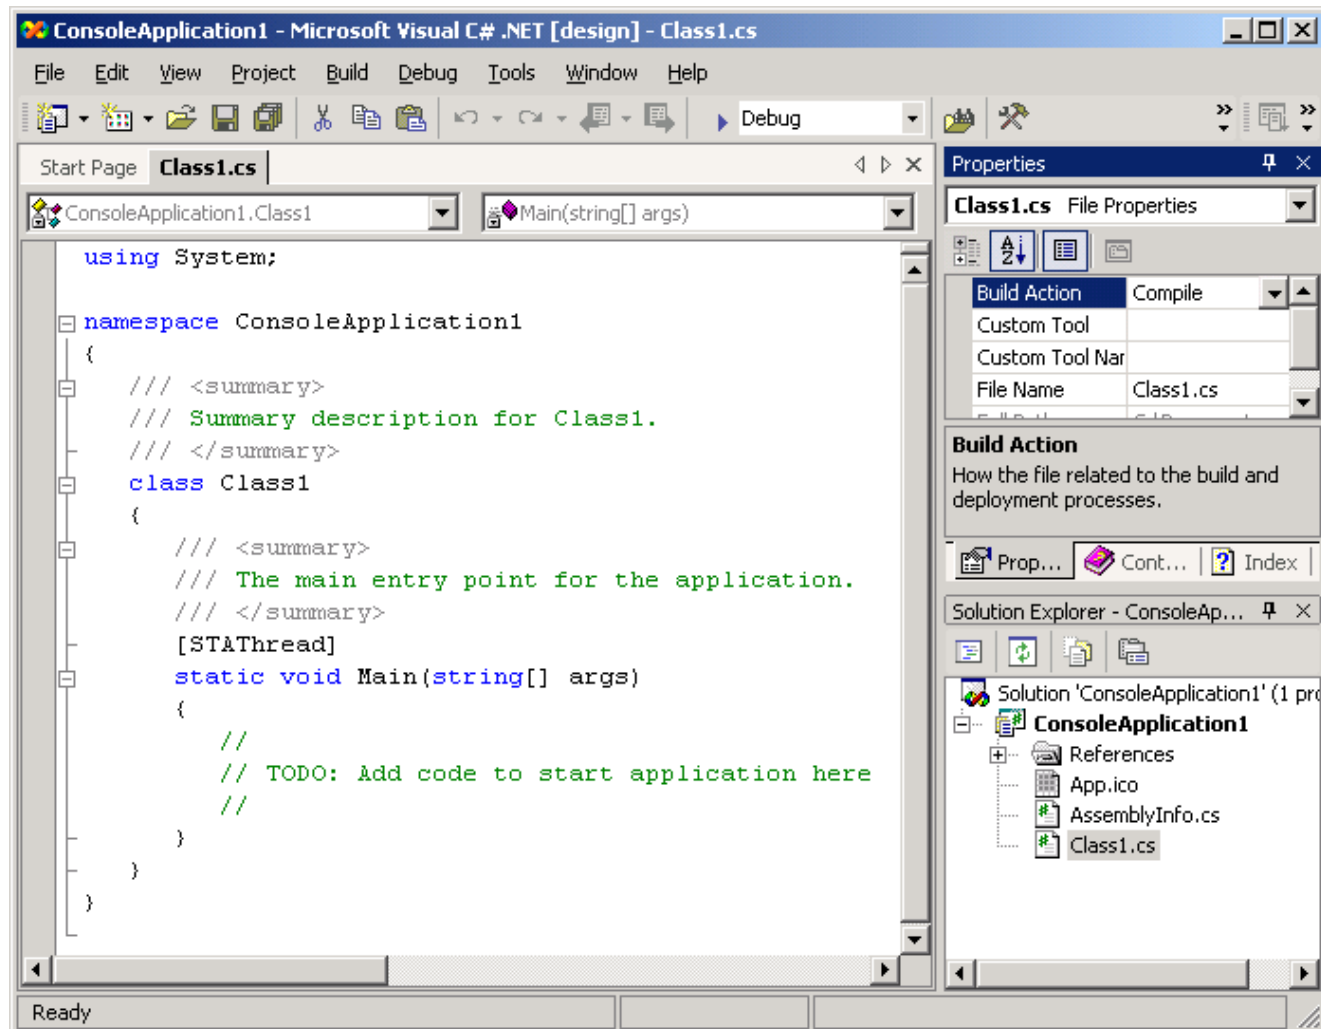 ConsoleApplication1 - Microsoft Visual C# .NET [design] - Class1.cs
File Edit View Project Build Debug Tools Window Help
Debug
Start Page Class1.cs
ConsoleApplication1.Class1 Main(string[] args)
using System;
namespace ConsoleApplication1
{
/// <summary>
/// Summary description for Class1.
/// </summary>
class Class1
{
/// <summary>
/// The main entry point for the application.
/// </summary>
[STAThread]
static void Main(string[] args)
{
//
// TODO: Add code to start application here
//
}
}
}
Properties
Class1.cs File Properties
Build Action Compile
Custom Tool
Custom Tool Nar
File Name Class1.cs
Build Action
How the file related to the build and
deployment processes.
Prop... Cont... Index
Solution Explorer - ConsoleAp...
Solution 'ConsoleApplication1' (1 pro
ConsoleApplication1
References
App.ico
AssemblyInfo.cs
Class1.cs
Ready